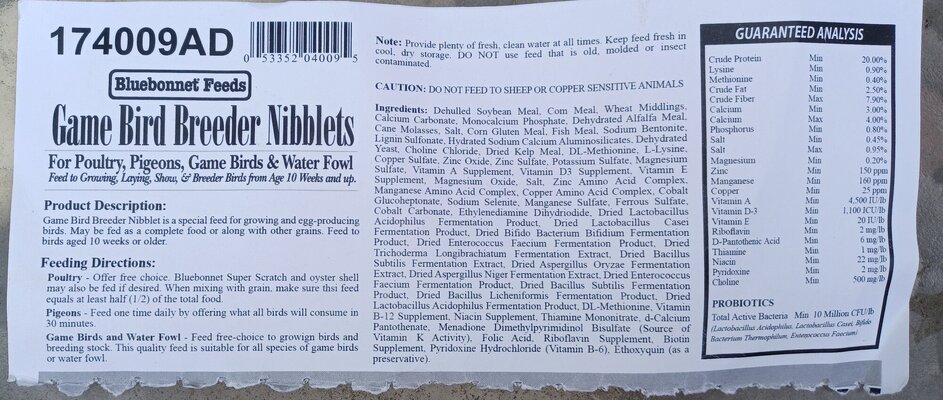 174009AD
0 53352 04009 5
Bluebonnet Feeds
Game Bird Breeder Nibblets
For Poultry, Pigeons, Game Birds & Water Fowl
Feed to Growing, Laying, Show, & Breeder Birds from Age 10 Weeks and up.
Product Description:
Game Bird Breeder Nibblet is a special feed for growing and egg-producing
birds. May be fed as a complete food or along with other grains. Feed to
birds aged 10 weeks or older.
Feeding Directions:
Poultry - Offer free choice. Bluebonnet Super Scratch and oyster shell
may also be fed if desired. When mixing with grain, make sure thsi feed
equals at least half (1/2) of the total food.
Pigeons - Feed one time daily by offering what all birds will consume in
30 minutes.
Game Birds and Water Fowl - Feed free-choice to growign birds and
breeding stock. This quality feed is suitable for all species of game birds
or water fowl.
Note: Provide plenty of fresh, clean water at all times. Keep feed fresh in
cool, dry storage. DO NOT use feed that is old, molded or insect
contaminated.
CAUTION: DO NOT FEED TO SHEEP OR COPPER SENSITIVE ANIMALS
Ingredients: Dehulled Soybean Meal, Corn Meal, Wheat Middlings,
Calcium Carbonate, Monocalcium Phosphate, Dehydrated Alfalfa Meal,
Cane Molasses, Salt, Corn Gluten Meal, Fish Meal, Sodium Bentonite,
Lignin Sulfonate, Hydrated Sodium Calcium Aluminosilicates, Dehydrated
Yeast, Choline Chloride, Dried Kelp Meal, DL-Methionine, L-Lysine,
Copper Sulfate, Zinc Oxide, Zinc Sulfate, Potassium Sulfate, Magnesium
Sulfate, Vitamin A Supplement, Vitamin D3 Supplement, Vitamin E
Supplement, Magnesium Oxide, Salt, Zinc Amino Acid Complex,
Manganese Amino Acid Complex, Copper Amino Acid Complex, Cobalt
Glucoheptonate, Sodium Selenite, Manganese Sulfate, Ferrous Sulfate,
Cobalt Carbonate, Ethylenediamine Dihydriodide, Dried Lactobacillus
Acidophilus Fermentation Product, Dried Lactobacillus Casei
Fermentation Product, Dried Bifido Bacterium Bifidium Fermentation
Product, Dried Enterococcus Faecium Fermentation Product, Dried
Trichoderma Longibrachiatum Fermentation Extract, Dried Bacillus
Subtilis Fermentation Extract, Dried Aspergillus Oryzae Fermentation
Extract, Dried Aspergillus Niger Fermentation Extract, Dried Enterococcus
Faecium Fermentation Product, Dried Bacillus Subtilis Fermentation
Product, Dried Bacillus Licheniformis Fermentation Product, Dried
Lactobacillus Acidophilus Fermentation Product, DL-Methionine, Vitamin
B-12 Supplement, Niacin Supplement, Thiamine Mononitrate, d-Calcium
Pantothenate, Menadione Dimethylpyrimidinol Bisulfate (Source of
Vitamin K Activity), Folic Acid, Riboflavin Supplement, Biotin
Supplement, Pyridoxine Hydrochloride (Vitamin B-6), Ethoxyquin (as a
preservative).
GUARANTEED ANALYSIS
Crude Protein Min 20.00%
Lysine Min 0.90%
Methionine Min 0.40%
Crude Fat Min 2.50%
Crude Fiber Max 7.90%
Calcium Min 3.00%
Calcium Max 4.00%
Phosphorus Min 0.80%
Salt Min 0.45%
Salt Max 0.95%
Magnesium Min 0.20%
Zinc Min 150 ppm
Manganese Min 160 ppm
Copper Min 25 ppm
Vitamin A Min 4,500 IU/lb
Vitamin D-3 Min 1,100 ICU/lb
Vitamin E Min 20 IU/lb
Riboflavin Min 2 mg/lb
D-Pantothenic Acid Min 6 mg/lb
Thiamine Min 1 mg/lb
Niacin Min 22 mg/lb
Pyridoxine Min 2 mg/lb
Choline Min 500 mg/lb
PROBIOTICS
Total Active Bacteria Min 10 Million CFU/lb
(Lactobacillus Acidophilus, Lactobacillus Casei, Bifido
Bacterium Thermophilum, Enterococcus Faecium)